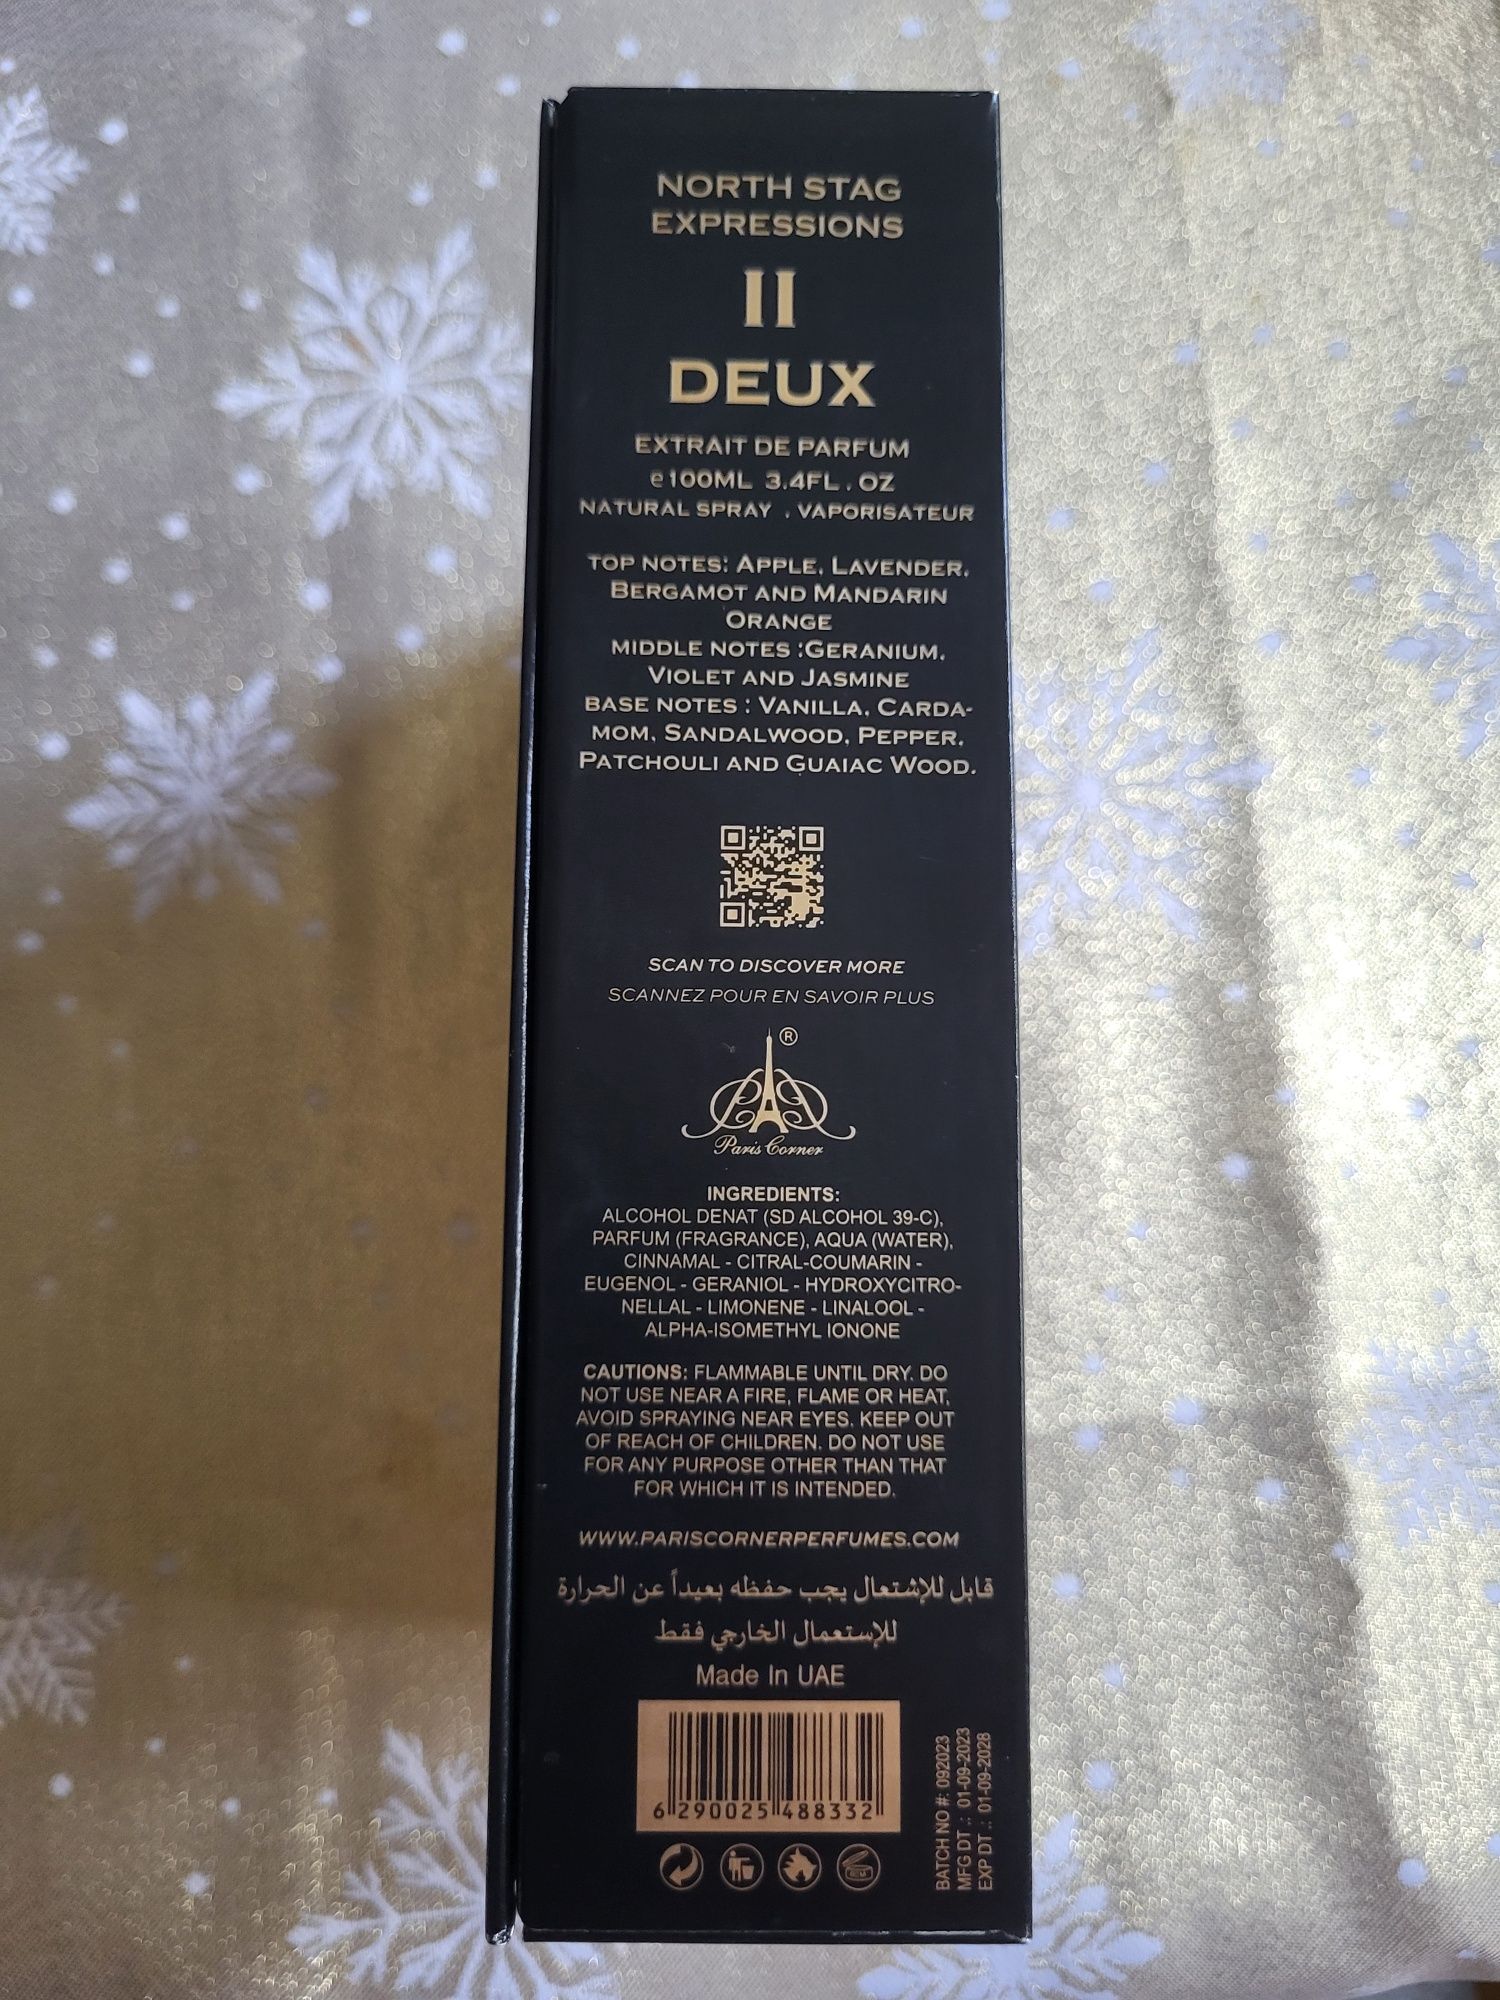 NORTH STAG
EXPRESSIONS
II
DEUX
EXTRAIT DE PARFUM
e100ML 3.4FL . OZ
NATURAL SPRAY . VAPORISATEUR
TOP NOTES: APPLE, LAVENDER,
BERGAMOT AND MANDARIN
ORANGE
MIDDLE NOTES :GERANIUM,
VIOLET AND JASMINE
BASE NOTES : VANILLA, CARDA-
MOM, SANDALWOOD, PEPPER,
PATCHOULI AND GUAIAC WOOD.
SCAN TO DISCOVER MORE
SCANNEZ POUR EN SAVOIR PLUS
®
Paris Corner
INGREDIENTS:
ALCOHOL DENAT (SD ALCOHOL 39-C),
PARFUM (FRAGRANCE), AQUA (WATER),
CINNAMAL - CITRAL-COUMARIN -
EUGENOL - GERANIOL - HYDROXYCITRO-
NELLAL - LIMONENE - LINALOOL -
ALPHA-ISOMETHYL IONONE
CAUTIONS: FLAMMABLE UNTIL DRY. DO
NOT USE NEAR A FIRE, FLAME OR HEAT,
AVOID SPRAYING NEAR EYES. KEEP OUT
OF REACH OF CHILDREN. DO NOT USE
FOR ANY PURPOSE OTHER THAN THAT
FOR WHICH IT IS INTENDED.
WWW.PARISCORNERPERFUMES.COM
قابل للإشتعال يجب حفظه بعيداً عن الحرارة
للإستعمال الخارجي فقط
Made In UAE
6 290025 488332
BATCH NO #: 092023
MFG DT .: 01-09-2023
EXP DT .: 01-09-2028